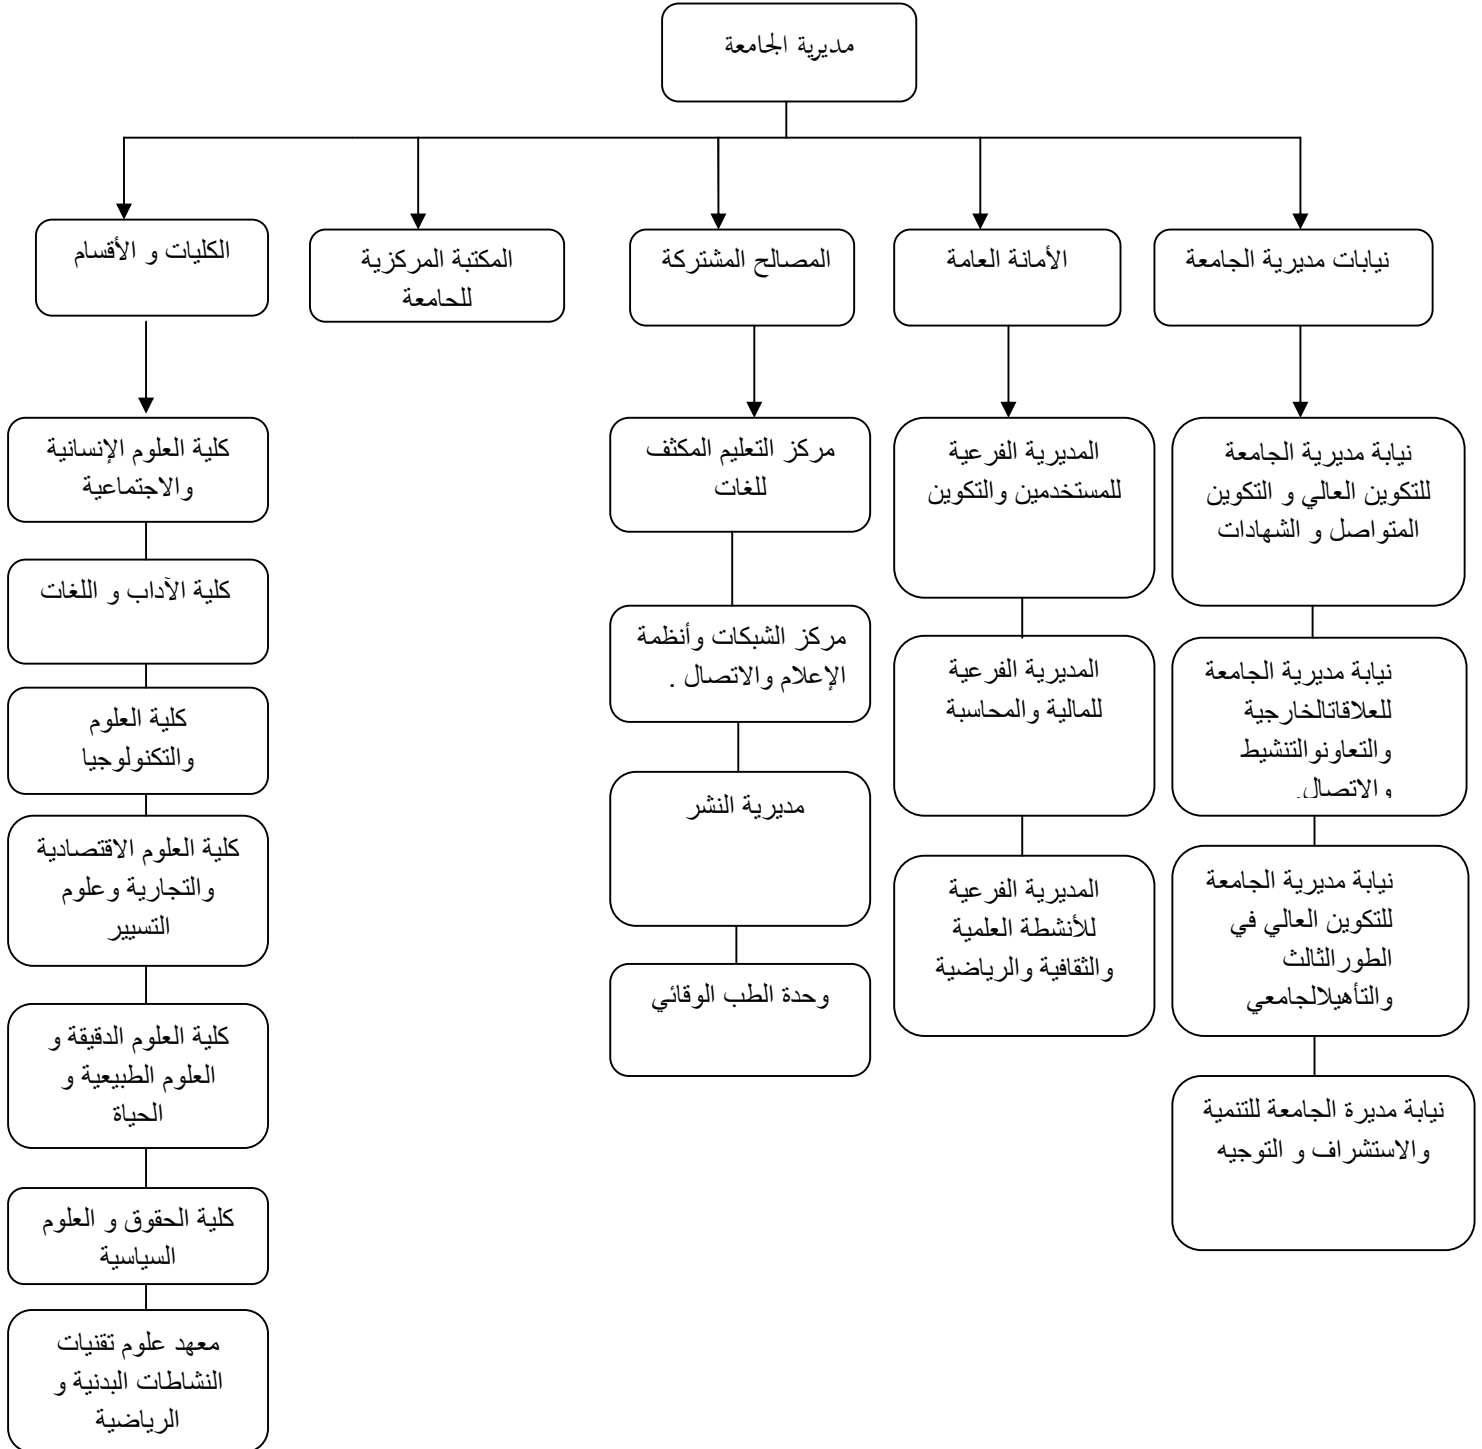 مديرية الجامعة
نيابات مديرية الجامعة
الأمانة العامة
المصالح المشتركة
المكتبة المركزية
للحامعة
الكليات و الأقسام
نيابة مديرية الجامعة
للتكوين العالي و التكوين
المتواصل و الشهادات
نيابة مديرية الجامعة
للعلاقاتالخارجية
والتعاونوالتنشيط
والاتصال.
نيابة مديرية الجامعة
للتكوين العالي في
الطورالثالث
والتأهيلالجامعي
نيابة مديرة الجامعة للتنمية
والاستشراف و التوجيه
المديرية الفرعية
للمستخدمين والتكوين
المديرية الفرعية
للمالية والمحاسبة
المديرية الفرعية
للأنشطة العلمية
والثقافية والرياضية
مركز التعليم المكثف
للغات
مركز الشبكات وأنظمة
الإعلام والاتصال .
مديرية النشر
وحدة الطب الوقائي
كلية العلوم الإنسانية
والاجتماعية
كلية الآداب و اللغات
كلية العلوم
والتكنولوجيا
كلية العلوم الاقتصادية
والتجارية وعلوم
التسيير
كلية العلوم الدقيقة و
العلوم الطبيعية و
الحياة
كلية الحقوق و العلوم
السياسية
معهد علوم تقنيات
النشاطات البدنية و
الرياضية